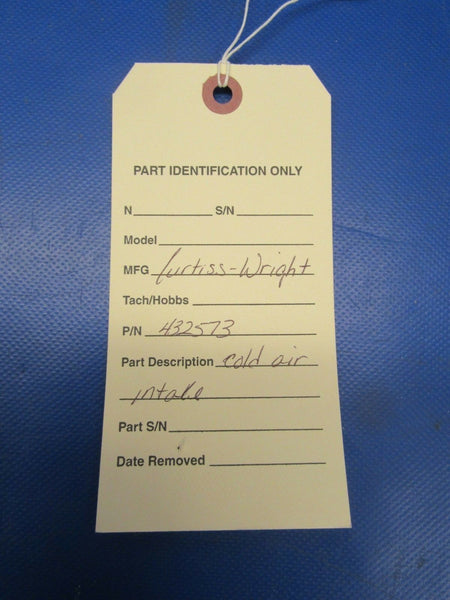 PART IDENTIFICATION ONLY
N S/N
Model
MFG Curtiss-Wright
Tach/Hobbs
P/N 432573
Part Description cold air
intake
Part S/N
Date Removed